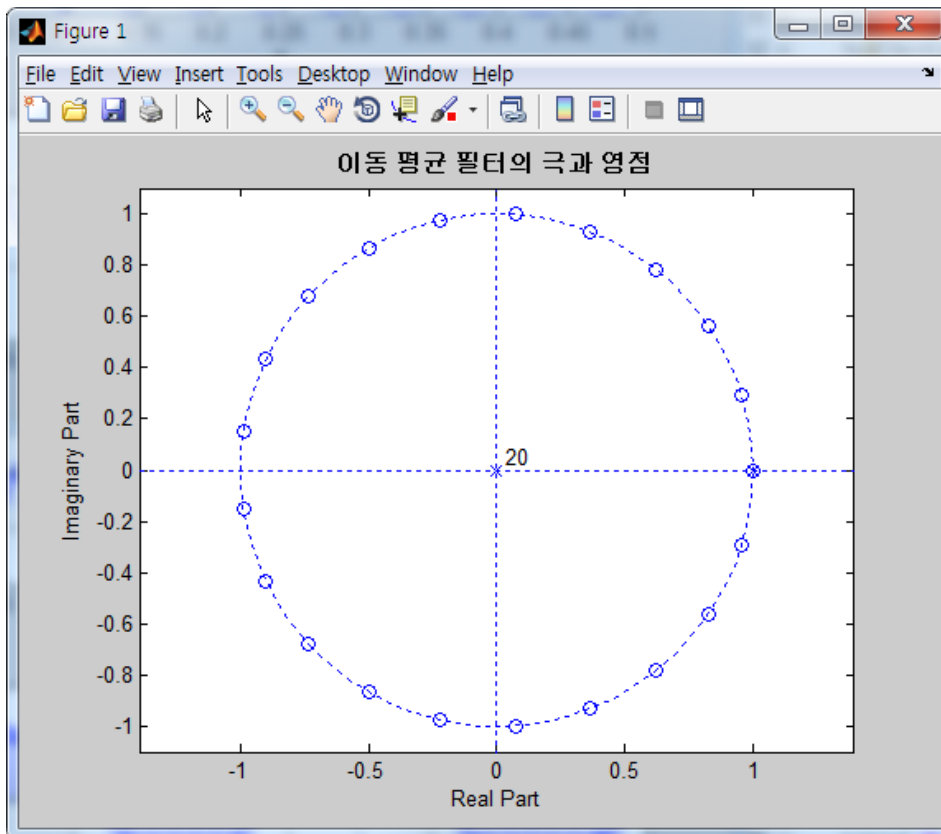 Figure 1
File Edit View Insert Tools Desktop Window Help
이동 평균 필터의 극과 영점
1
0.8
0.6
0.4
0.2
0
-0.2
-0.4
-0.6
-0.8
-1
Imaginary Part
20
-1 -0.5 0 0.5 1
Real Part